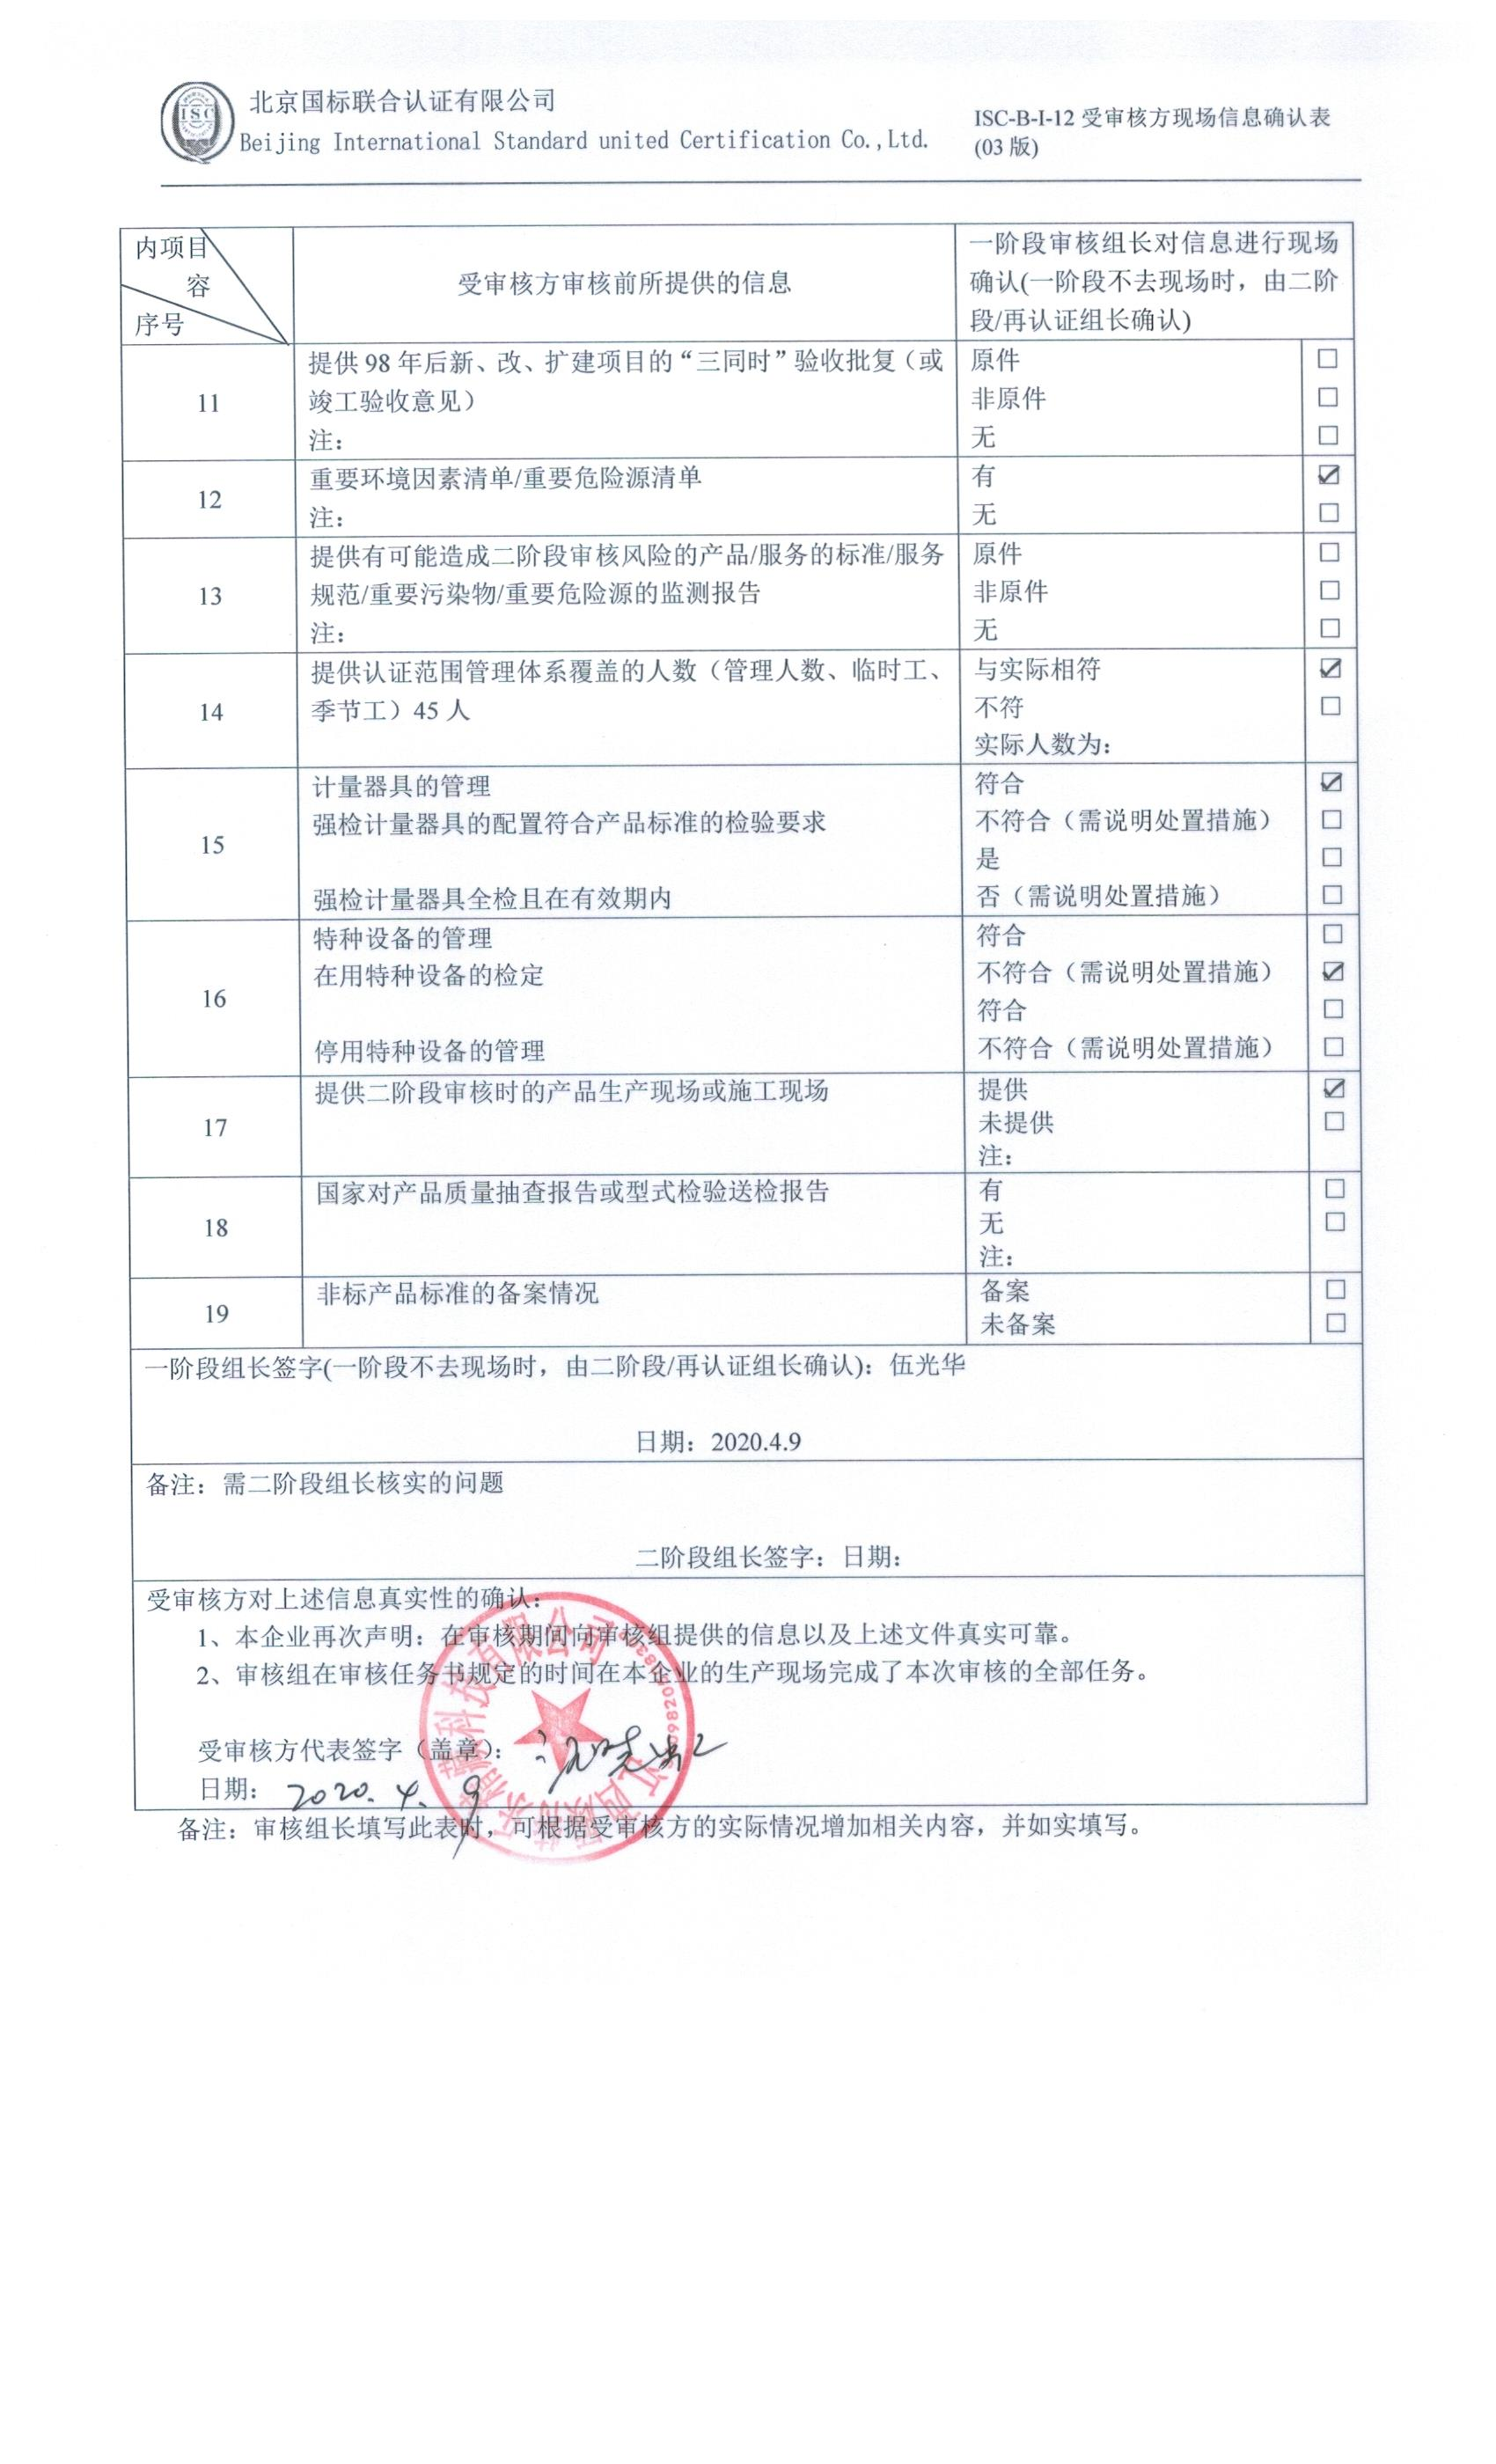 北京国标联合认证有限公司
Beijing International Standard united Certification Co.,Ltd.
ISC-B-I-12 受审核方现场信息确认表
(03 版)
ISC
内项目
容
序号
受审核方审核前所提供的信息
一阶段审核组长对信息进行现场
确认(一阶段不去现场时，由二阶
段/再认证组长确认)
11
提供 98 年后新、改、扩建项目的“三同时”验收批复（或
竣工验收意见）
注：
原件 □
非原件 □
无 □
12
重要环境因素清单/重要危险源清单
注：
有 ☑
无 □
13
提供有可能造成二阶段审核风险的产品/服务的标准/服务
规范/重要污染物/重要危险源的监测报告
注：
原件 □
非原件 □
无 □
14
提供认证范围管理体系覆盖的人数（管理人数、临时工、
季节工）45 人
与实际相符 ☑
不符 □
实际人数为：
15
计量器具的管理
强检计量器具的配置符合产品标准的检验要求
强检计量器具全检且在有效期内
符合 ☑
不符合（需说明处置措施） □
是 □
否（需说明处置措施） □
16
特种设备的管理
在用特种设备的检定
停用特种设备的管理
符合 □
不符合（需说明处置措施） ☑
符合 □
不符合（需说明处置措施） □
17
提供二阶段审核时的产品生产现场或施工现场
提供 ☑
未提供 □
注：
18
国家对产品质量抽查报告或型式检验送检报告
有 □
无 □
注：
19
非标产品标准的备案情况
备案 □
未备案 □
一阶段组长签字(一阶段不去现场时，由二阶段/再认证组长确认)：伍光华
日期：2020.4.9
备注：需二阶段组长核实的问题
二阶段组长签字：日期：
受审核方对上述信息真实性的确认：
1、本企业再次声明：在审核期间向审核组提供的信息以及上述文件真实可靠。
2、审核组在审核任务书规定的时间在本企业的生产现场完成了本次审核的全部任务。
受审核方代表签字（盖章）：
日期： 2020.4.9
备注：审核组长填写此表时，可根据受审核方的实际情况增加相关内容，并如实填写。